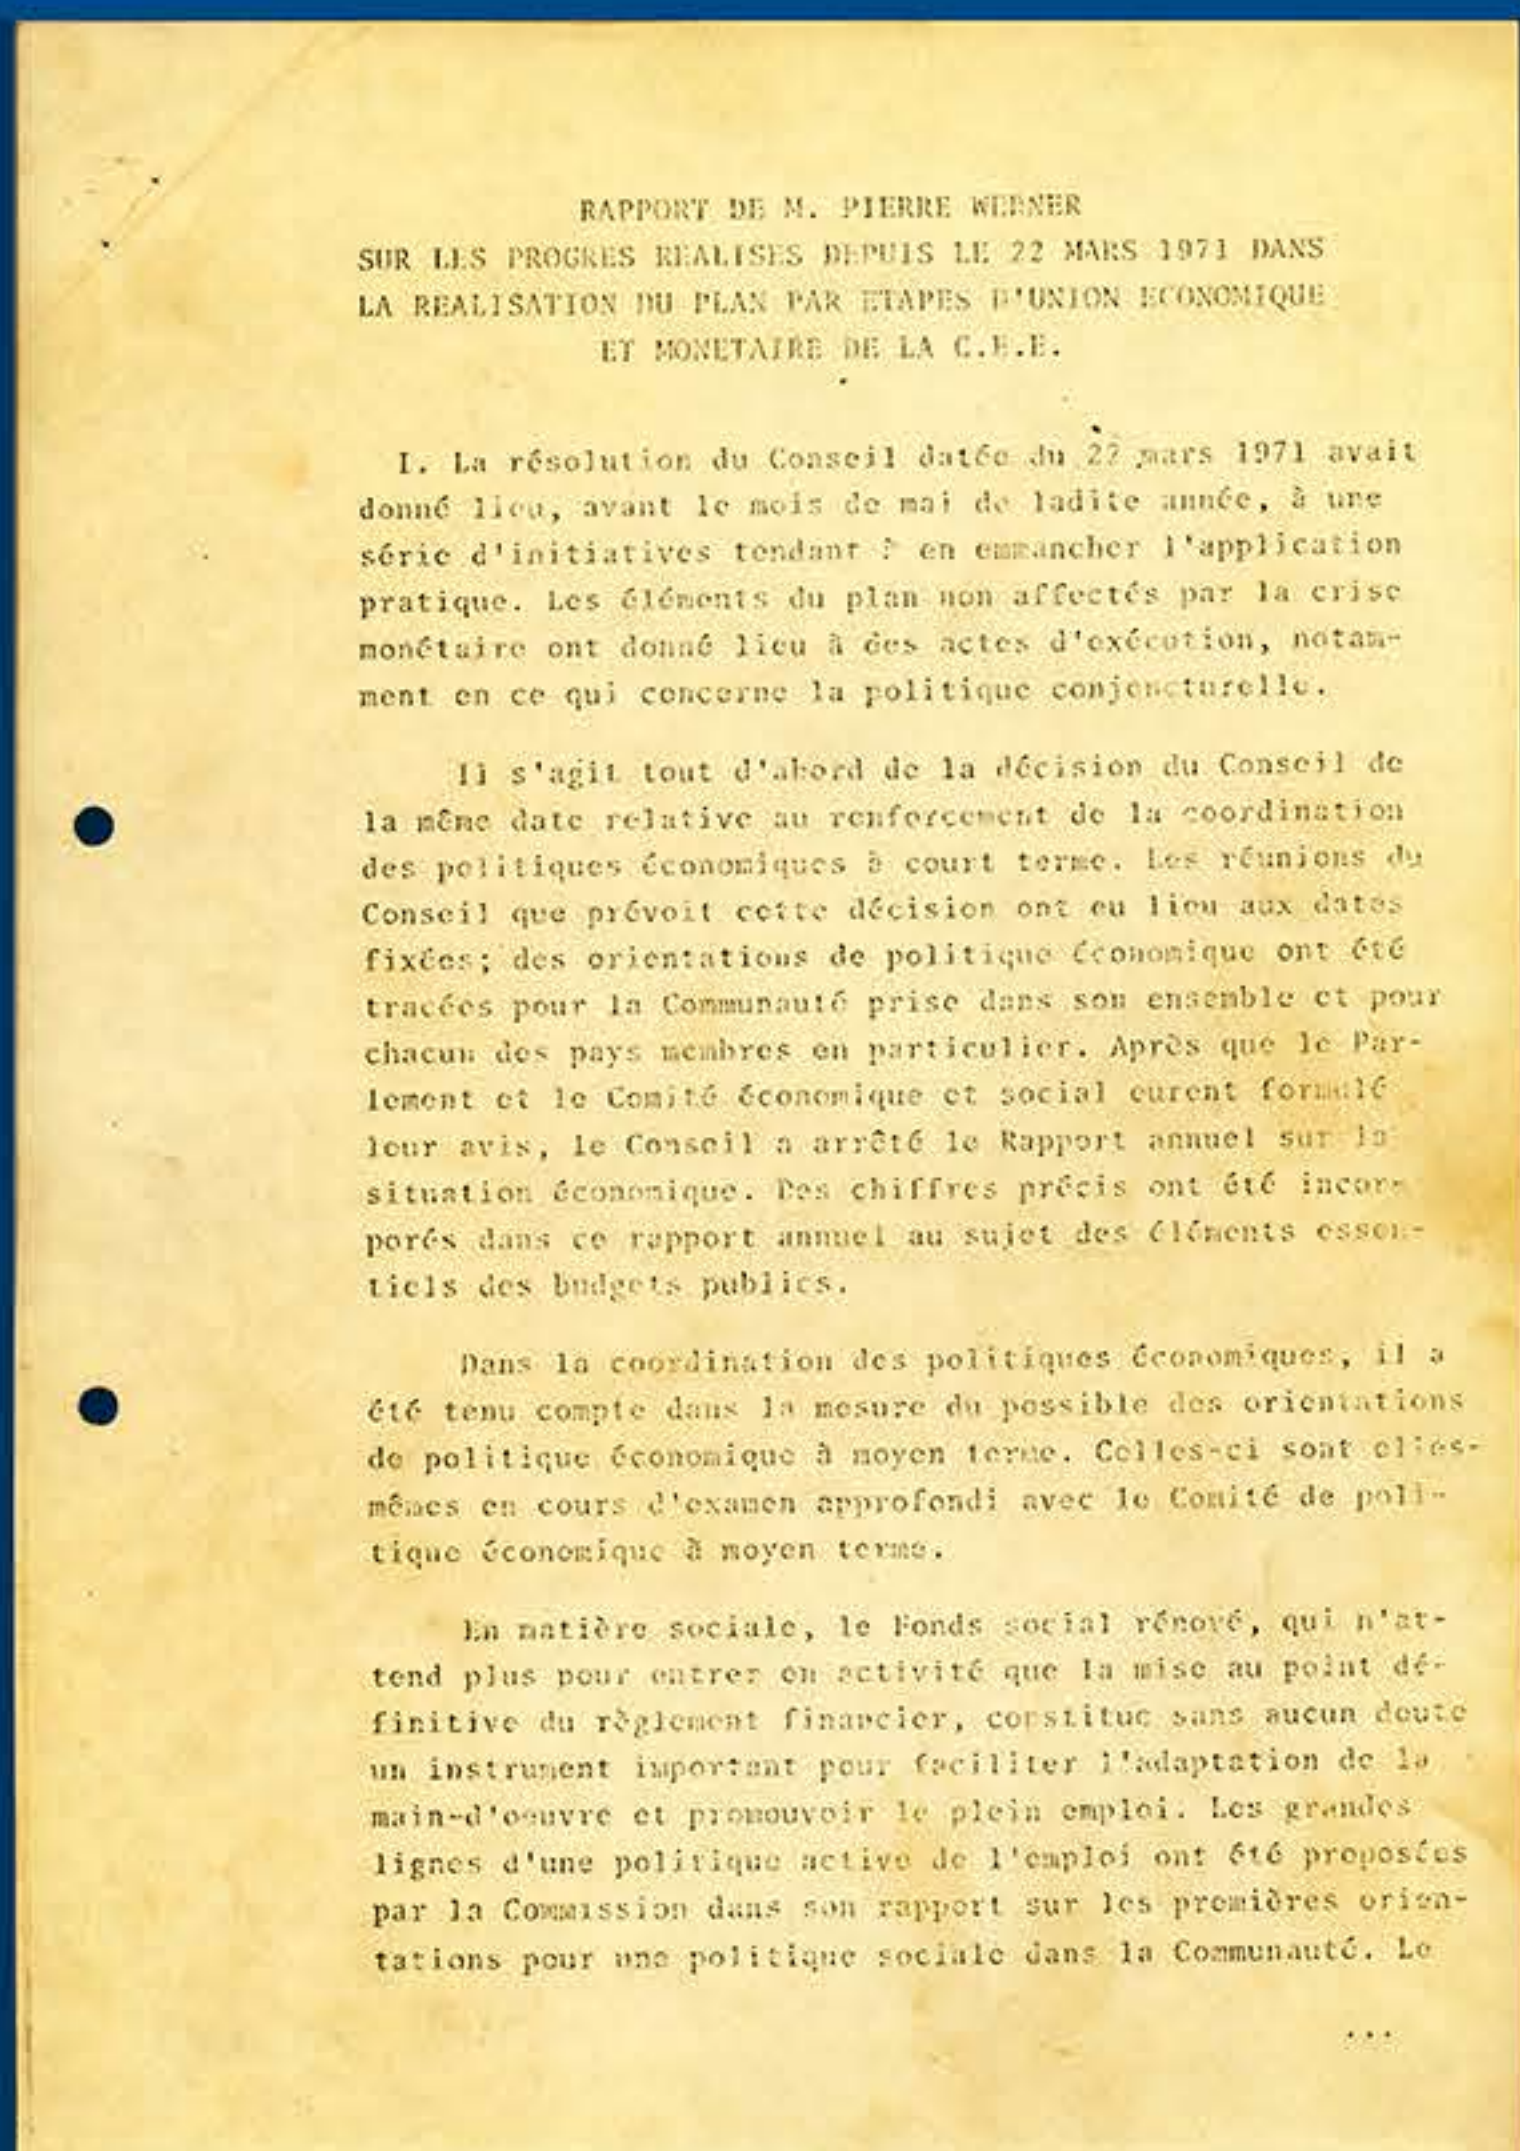 RAPPORT DE M. PIERRE WERNER
SUR LES PROGRES REALISES DEPUIS LE 22 MARS 1971 DANS
LA REALISATION DU PLAN PAR ETAPES D'UNION ECONOMIQUE
ET MONETAIRE DE LA C.E.E.
I. La résolution du Conseil datée du 22 mars 1971 avait
donné lieu, avant le mois de mai de ladite année, à une
série d'initiatives tendant à en emmancher l'application
pratique. Les éléments du plan non affectés par la crise
monétaire ont donné lieu à des actes d'exécution, notam-
ment en ce qui concerne la politique conjoncturelle.
Il s'agit tout d'abord de la décision du Conseil de
la même date relative au renforcement de la coordination
des politiques économiques à court terme. Les réunions du
Conseil que prévoit cette décision ont eu lieu aux dates
fixées; des orientations de politique économique ont été
tracées pour la Communauté prise dans son ensemble et pour
chacun des pays membres en particulier. Après que le Par-
lement et le Comité économique et social eurent formulé
leur avis, le Conseil a arrêté le Rapport annuel sur la
situation économique. Des chiffres précis ont été incor-
porés dans ce rapport annuel au sujet des éléments essen-
tiels des budgets publics.
Dans la coordination des politiques économiques, il a
été tenu compte dans la mesure du possible des orientations
de politique économique à moyen terme. Celles-ci sont elles-
mêmes en cours d'examen approfondi avec le Comité de poli-
tique économique à moyen terme.
En matière sociale, le Fonds social rénové, qui n'at-
tend plus pour entrer en activité que la mise au point dé-
finitive du règlement financier, constitue sans aucun doute
un instrument important pour faciliter l'adaptation de la
main-d'oeuvre et promouvoir le plein emploi. Les grandes
lignes d'une politique active de l'emploi ont été proposées
par la Commission dans son rapport sur les premières orien-
tations pour une politique sociale dans la Communauté. Le
...